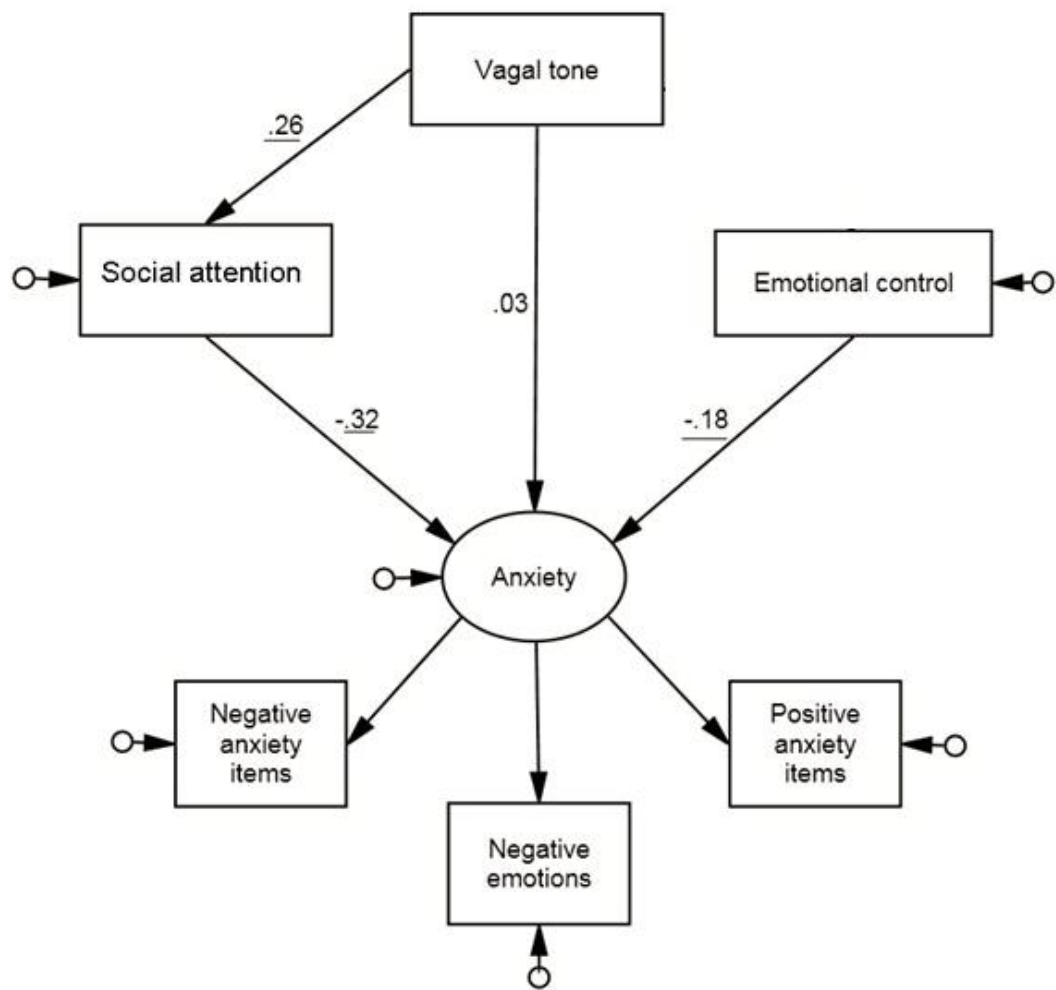 Vagal tone
.26
Social attention
.03
Emotional control
-.32
-.18
Anxiety
Negative
anxiety
items
Positive
anxiety
items
Negative
emotions